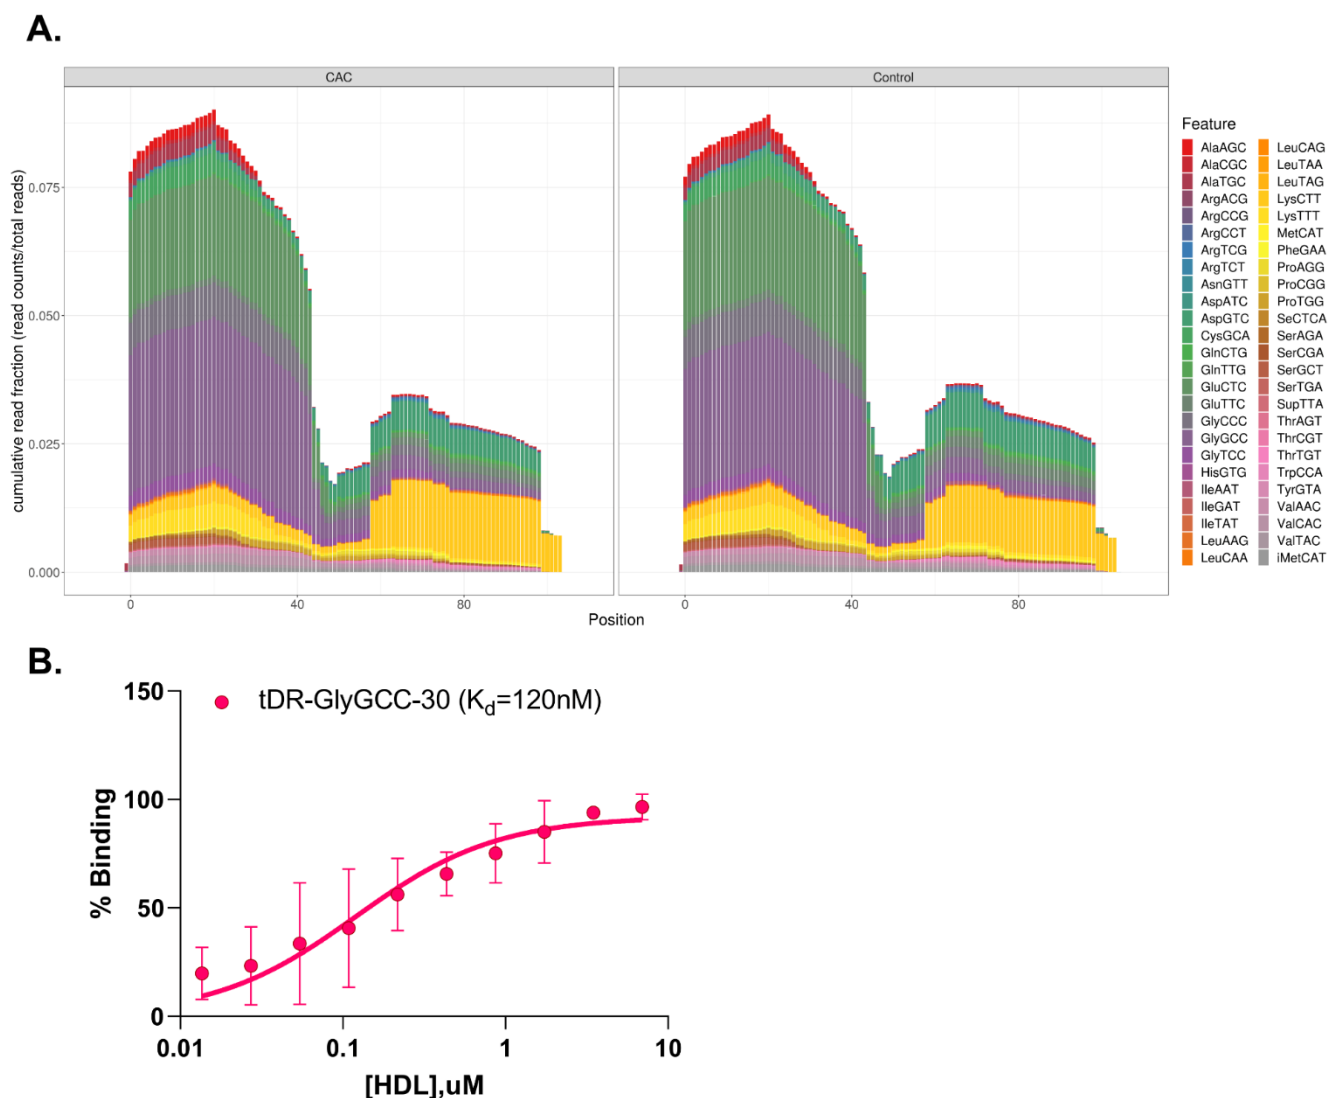 A.
CAC
Control
cumulative read fraction (read counts/total reads)
0.075
0.050
0.025
0.000
0
40
80
0
40
80
Position
Feature
AlaAGC
AlaCGC
AlaTGC
ArgACG
ArgCCG
ArgCCT
ArgTCG
ArgTCT
AsnGTT
AspATC
AspGTC
CysGCA
GlnCTG
GlnTTG
GluCTC
GluTTC
GlyCCC
GlyGCC
GlyTCC
HisGTG
IleAAT
IleGAT
IleTAT
LeuAAG
LeuCAA
LeuCAG
LeuTAA
LeuTAG
LysCTT
LysTTT
MetCAT
PheGAA
ProAGG
ProCGG
ProTGG
SeCTCA
SerAGA
SerCGA
SerGCT
SerTGA
SupTTA
ThrAGT
ThrCGT
ThrTGT
TrpCCA
TyrGTA
ValAAC
ValCAC
ValTAC
iMetCAT
B.
tDR-GlyGCC-30 (Kd=120nM)
% Binding
150
100
50
0
0.01
0.1
1
10
[HDL],uM